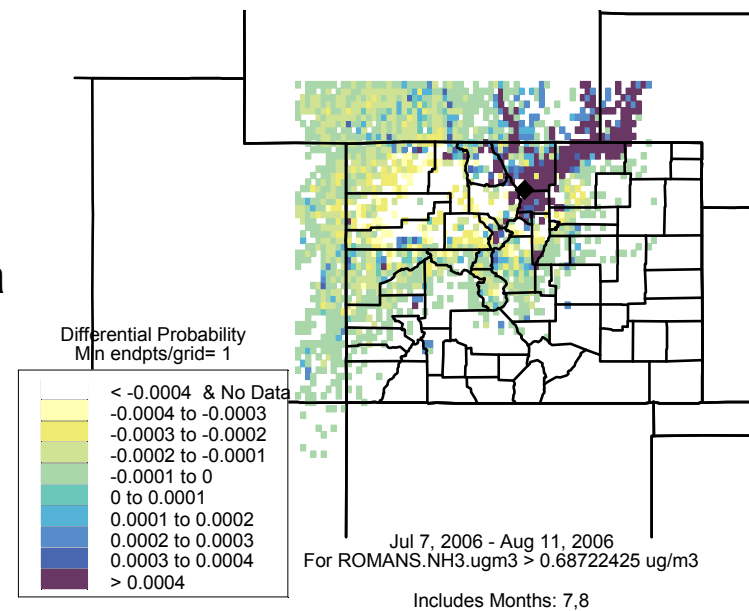 Differential Probability
Min endpts/grid= 1
< -0.0004 & No Data
-0.0004 to -0.0003
-0.0003 to -0.0002
-0.0002 to -0.0001
-0.0001 to 0
0 to 0.0001
0.0001 to 0.0002
0.0002 to 0.0003
0.0003 to 0.0004
> 0.0004
Jul 7, 2006 - Aug 11, 2006
For ROMANS.NH3.ugm3 > 0.68722425 ug/m3
Includes Months: 7,8